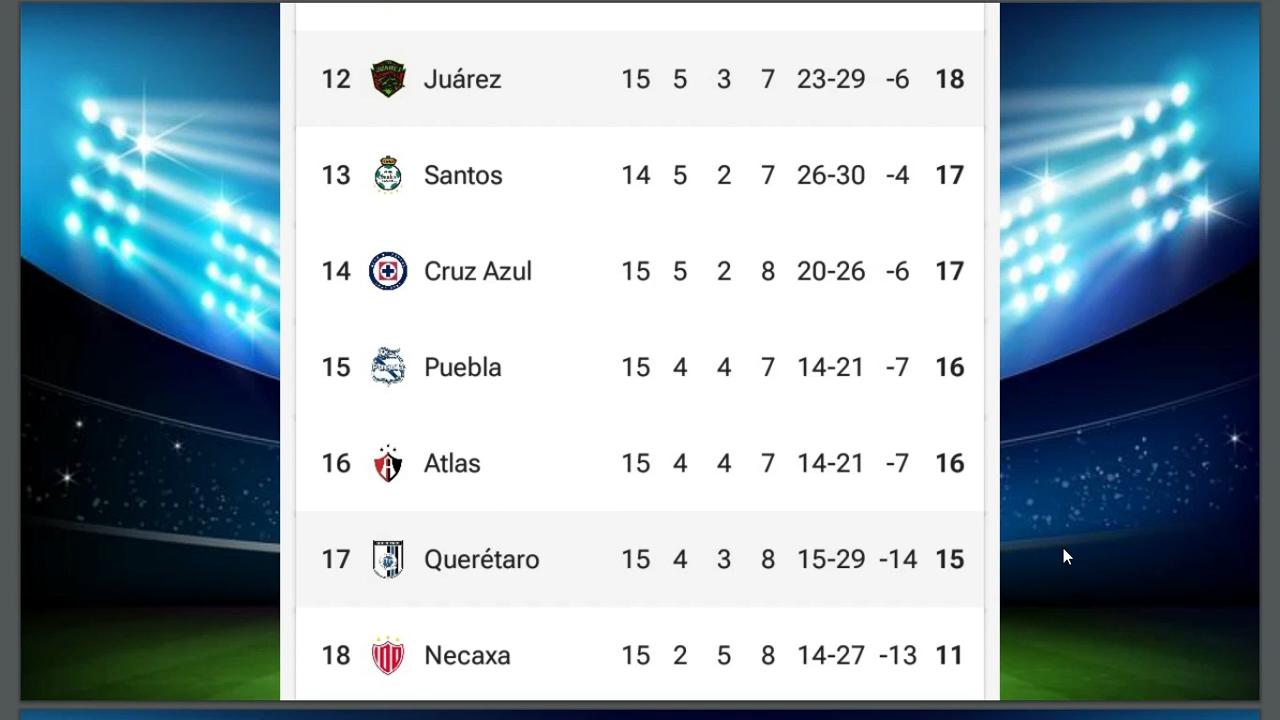 12 Juárez 15 5 3 7 23-29 -6 18
13 Santos 14 5 2 7 26-30 -4 17
14 Cruz Azul 15 5 2 8 20-26 -6 17
15 Puebla 15 4 4 7 14-21 -7 16
16 Atlas 15 4 4 7 14-21 -7 16
17 Querétaro 15 4 3 8 15-29 -14 15
18 Necaxa 15 2 5 8 14-27 -13 11